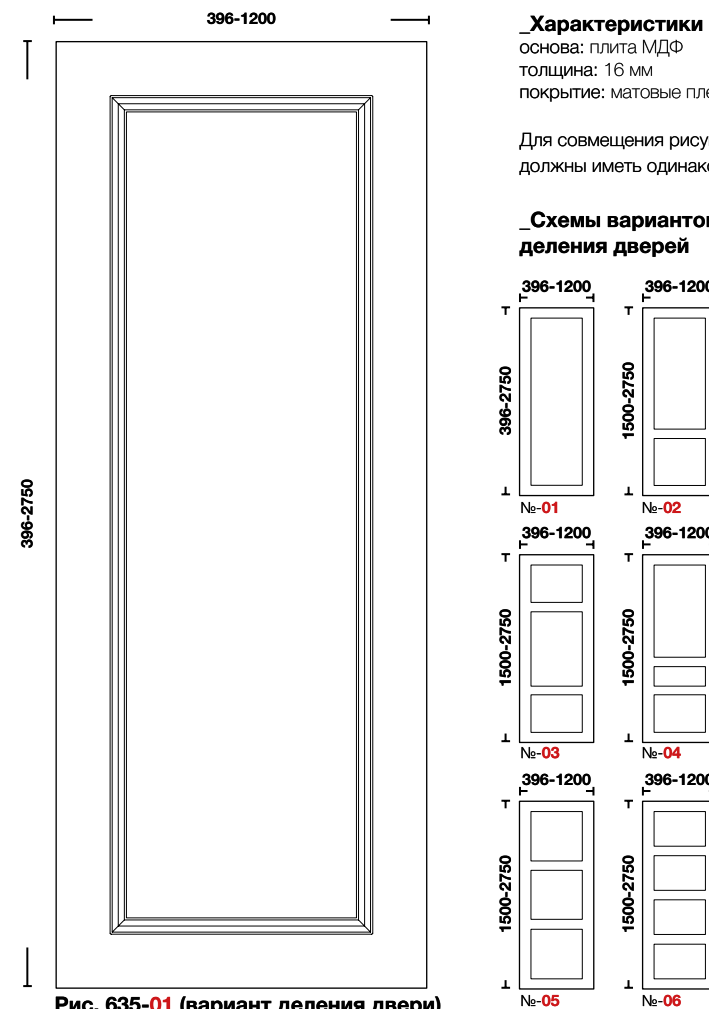 396-1200
396-2750
Рис. 635-01 (вариант деления двери)
_Характеристики
основа: плита МДФ
толщина: 16 мм
покрытие: матовые
Для совмещения
должны иметь
_Схемы
деления дверей
396-1200 396-1200
396-2750 1500-2750
№-01 №-02
396-1200 396-1200
1500-2750 1500-2750
№-03 №-04
396-1200 396-1200
1500-2750 1500-2750
№-05 №-06